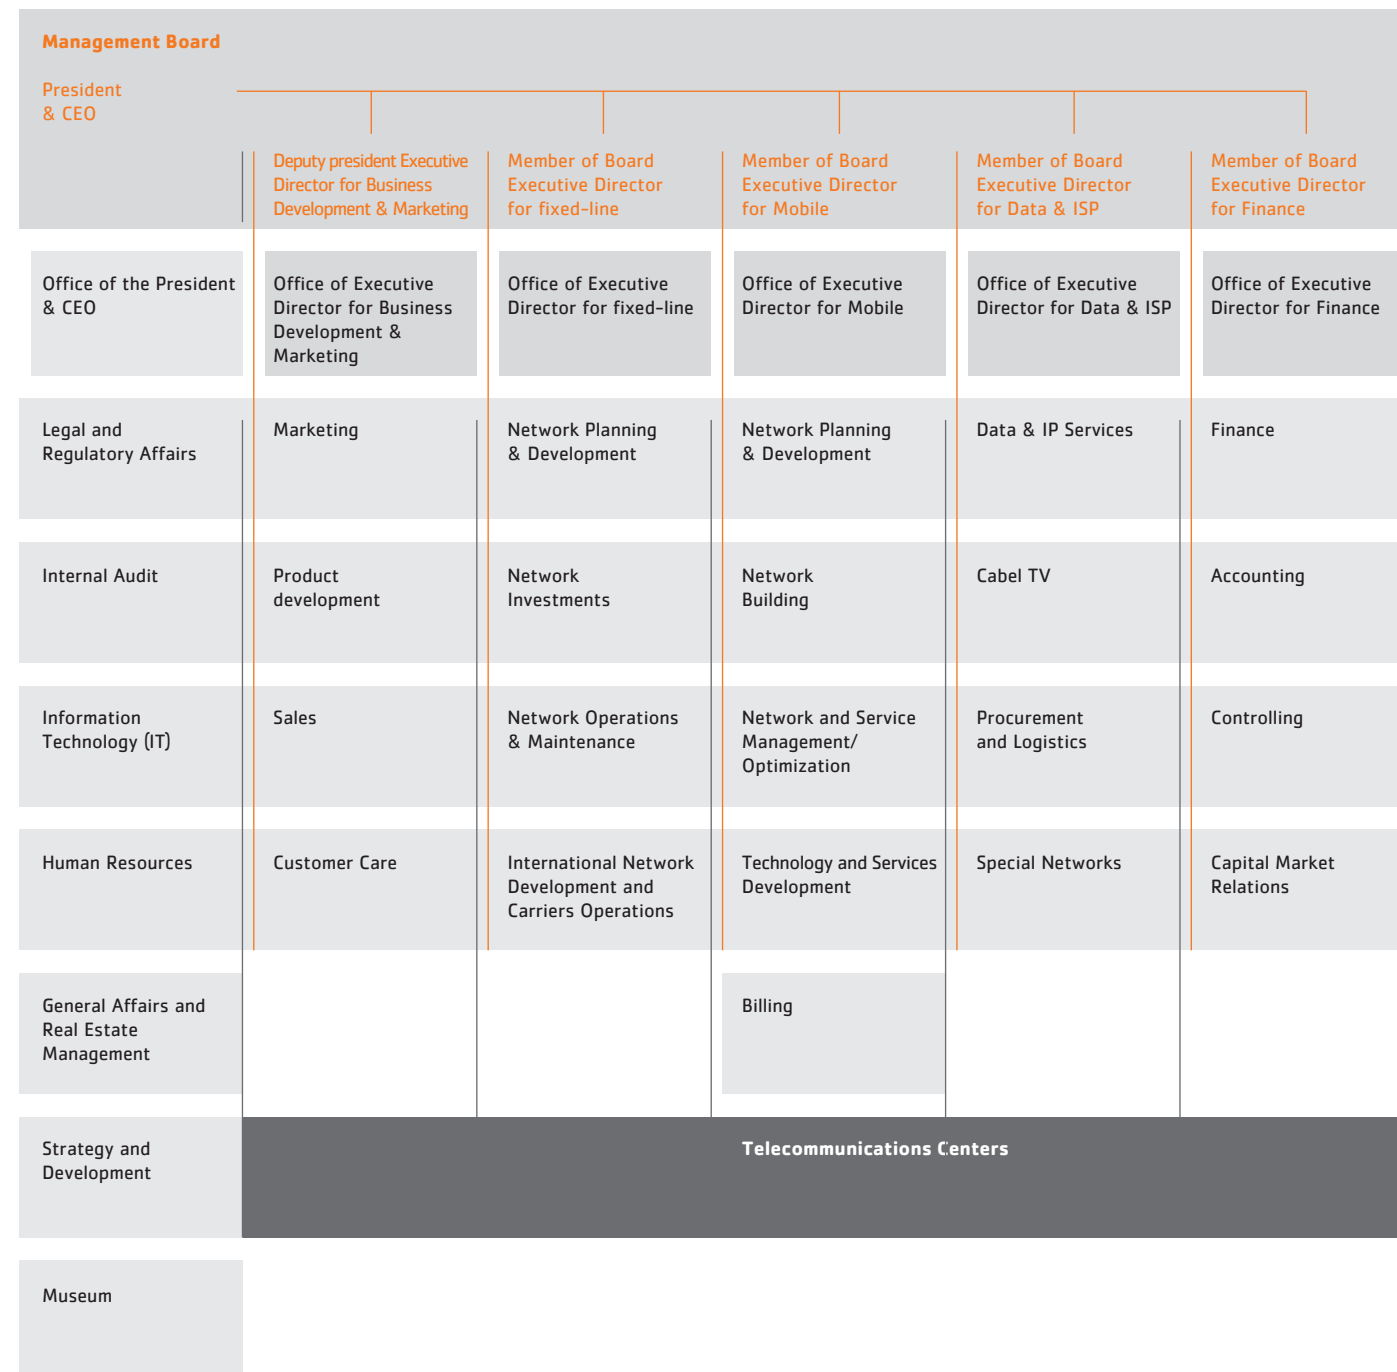 Management Board
President
& CEO
Deputy president Executive
Director for Business
Development & Marketing
Member of Board
Executive Director
for fixed-line
Member of Board
Executive Director
for Mobile
Member of Board
Executive Director
for Data & ISP
Member of Board
Executive Director
for Finance
Office of the President
& CEO
Office of Executive
Director for Business
Development &
Marketing
Office of Executive
Director for fixed-line
Office of Executive
Director for Mobile
Office of Executive
Director for Data & ISP
Office of Executive
Director for Finance
Legal and
Regulatory Affairs
Marketing
Network Planning
& Development
Network Planning
& Development
Data & IP Services
Finance
Internal Audit
Product
development
Network
Investments
Network
Building
Cabel TV
Accounting
Information
Technology (IT)
Sales
Network Operations
& Maintenance
Network and Service
Management/
Optimization
Procurement
and Logistics
Controlling
Human Resources
Customer Care
International Network
Development and
Carriers Operations
Technology and Services
Development
Special Networks
Capital Market
Relations
General Affairs and
Real Estate
Management
Billing
Strategy and
Development
Telecommunications Centers
Museum